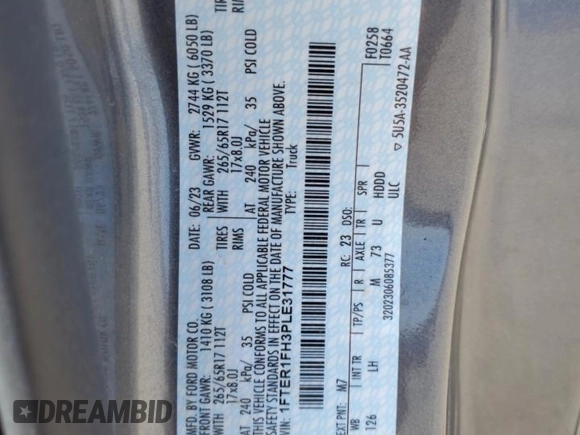 MFD. BY FORD MOTOR CO.
DATE: 06/23 GVWR: 2744 KG ( 6050 LB)
FRONT GAWR: 1410 KG ( 3108 LB) REAR GAWR: 1529 KG ( 3370 LB)
WITH 265/65R17 112T TIRES WITH 265/65R17 112T
17x8.0J RIMS 17x8.0J
AT 240 kPa/ 35 PSI COLD AT 240 kPa/ 35 PSI COLD
THIS VEHICLE CONFORMS TO ALL APPLICABLE FEDERAL MOTOR VEHICLE
SAFETY STANDARDS IN EFFECT ON THE DATE OF MANUFACTURE SHOWN ABOVE.
VIN: 1FTER1FH3PLE31777 TYPE: Truck
F0258
T0664
EXT PNT: M7 RC: 23 DSO:
WB INT TR TP/PS R AXLE TR SPR
126 LH M 73 U HDDD
ULC
3202306085377
5U5A-3520472-AA
DREAMBID